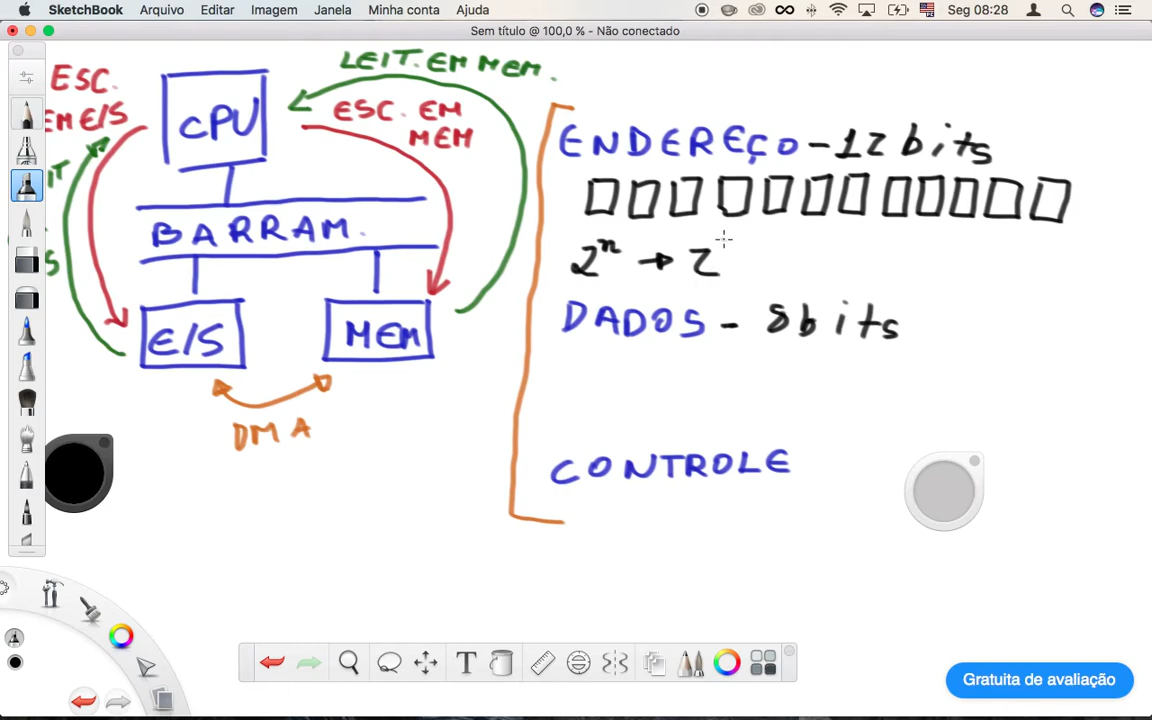 SketchBook Arquivo Editar Imagem Janela Minha conta Ajuda Seg 08:28
Sem título @ 100,0 % - Não conectado
ESC.
EM E/S
CPU
LEIT. EM MEM.
ESC. EM
MEM
IT
S
BARRAM.
E/S
MEM
DMA
ENDEREÇO - 12 bits
2^n → 2
DADOS - 8 bits
CONTROLE
T
Gratuita de avaliação